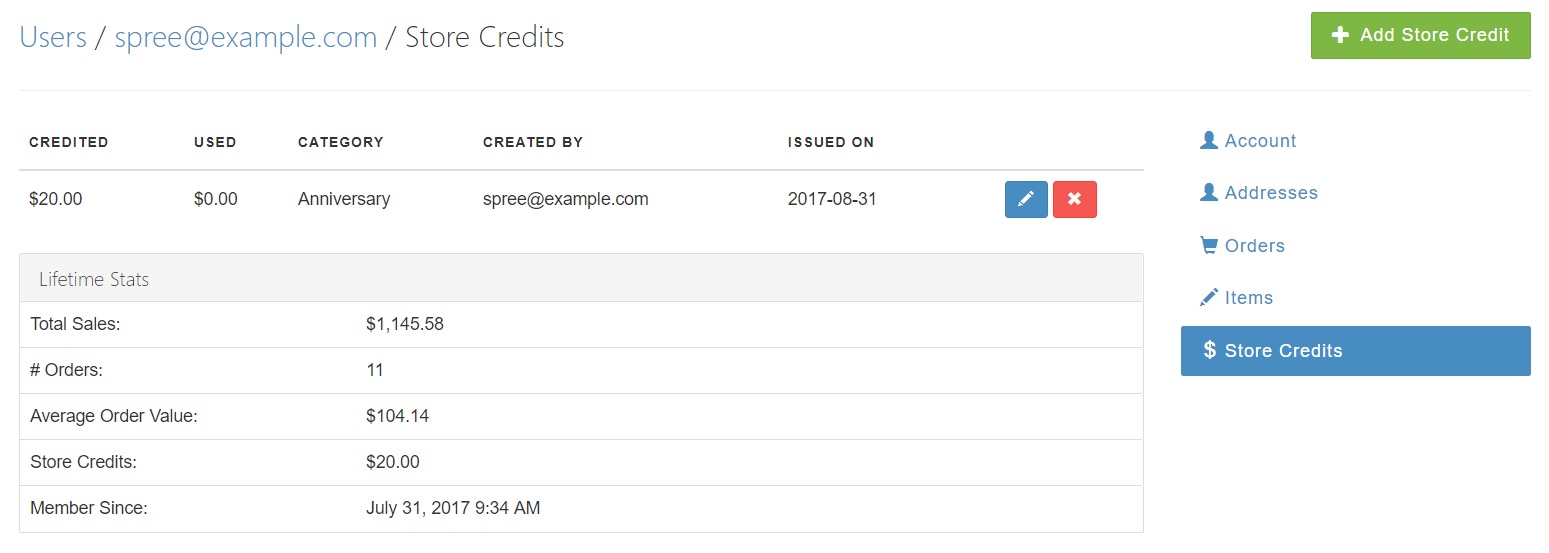 Users / spree@example.com / Store Credits
Add Store Credit
CREDITED USED CATEGORY CREATED BY ISSUED ON
$20.00 $0.00 Anniversary spree@example.com 2017-08-31
Lifetime Stats
Total Sales: $1,145.58
# Orders: 11
Average Order Value: $104.14
Store Credits: $20.00
Member Since: July 31, 2017 9:34 AM
Account
Addresses
Orders
Items
$ Store Credits